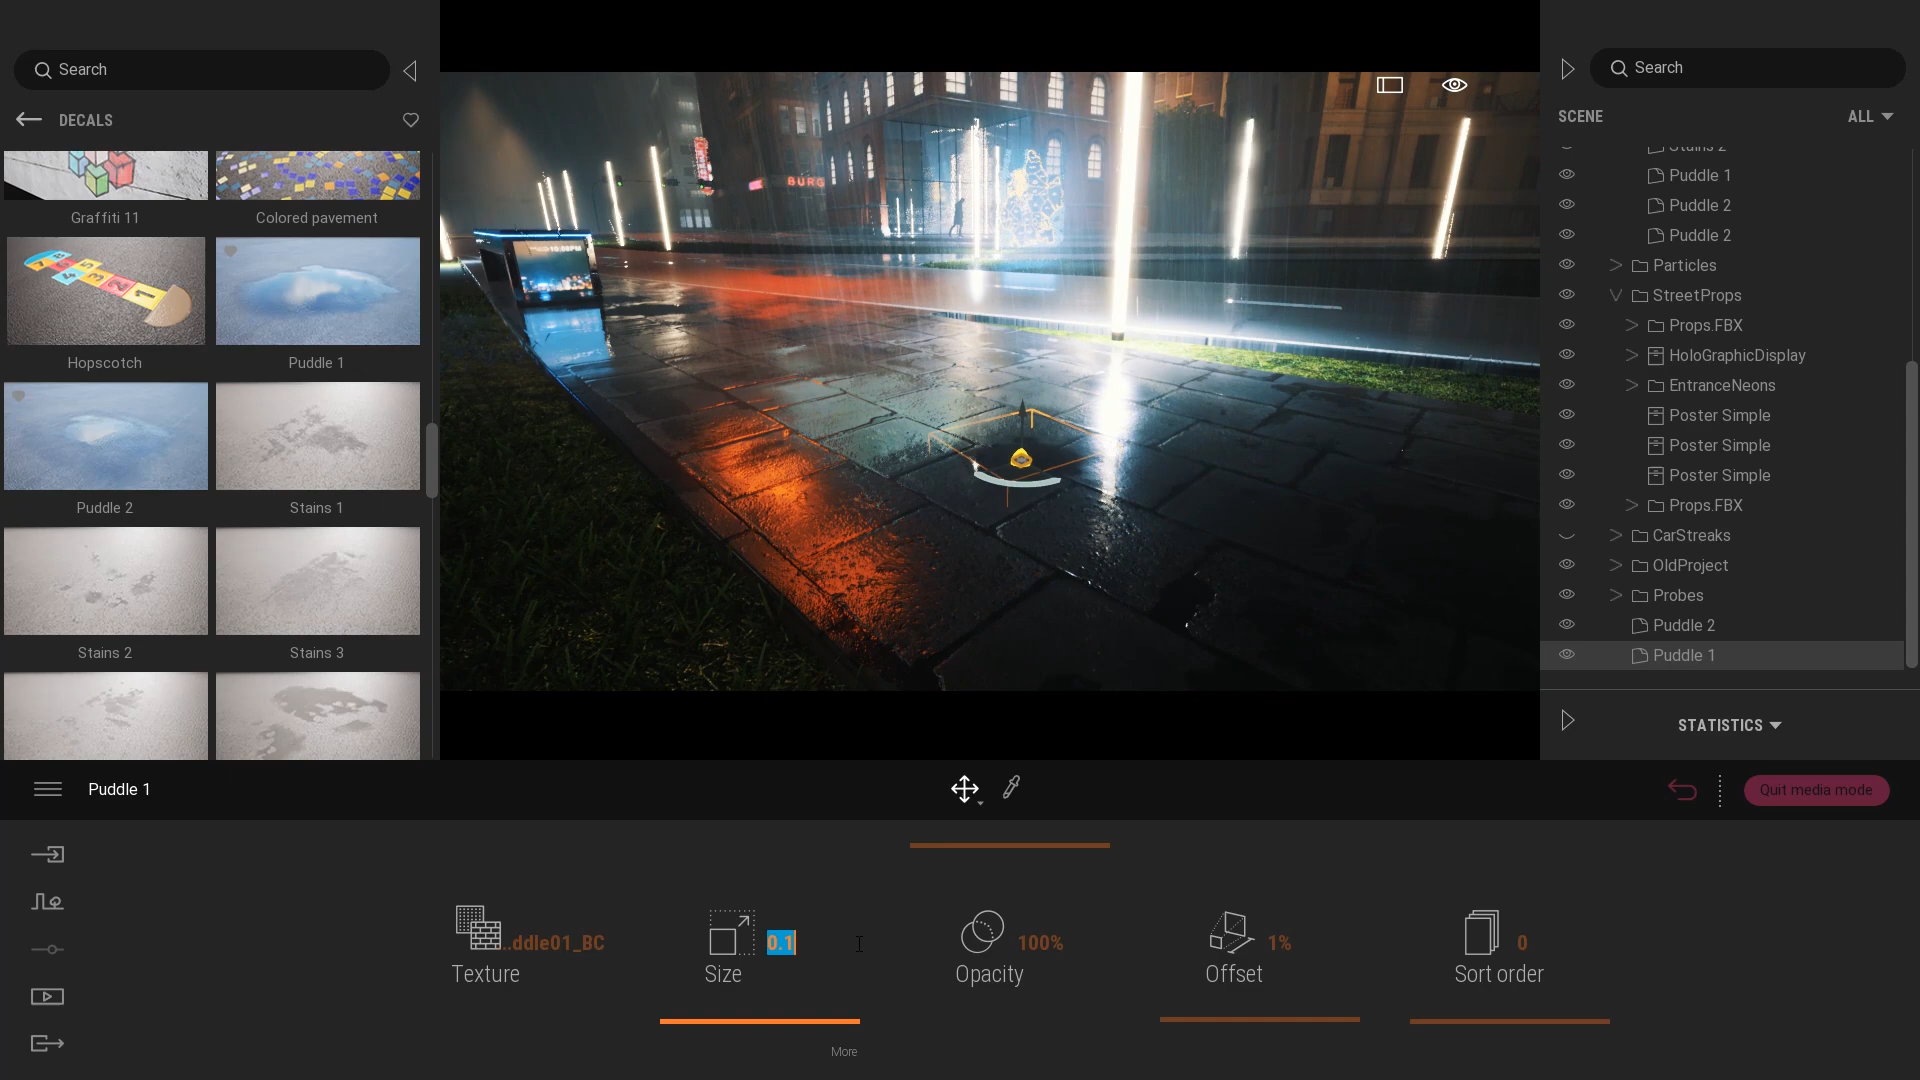 Search
DECALS
Graffiti 11
Colored pavement
Hopscotch
Puddle 1
Puddle 2
Stains 1
Stains 2
Stains 3
BURG
Search
SCENE
ALL
Stains 2
Puddle 1
Puddle 2
Puddle 2
Particles
StreetProps
Props.FBX
HoloGraphicDisplay
EntranceNeons
Poster Simple
Poster Simple
Poster Simple
Props.FBX
CarStreaks
OldProject
Probes
Puddle 2
Puddle 1
STATISTICS
Puddle 1
Quit media mode
..ddle01_BC
Texture
0.1
Size
100%
Opacity
1%
Offset
0
Sort order
More